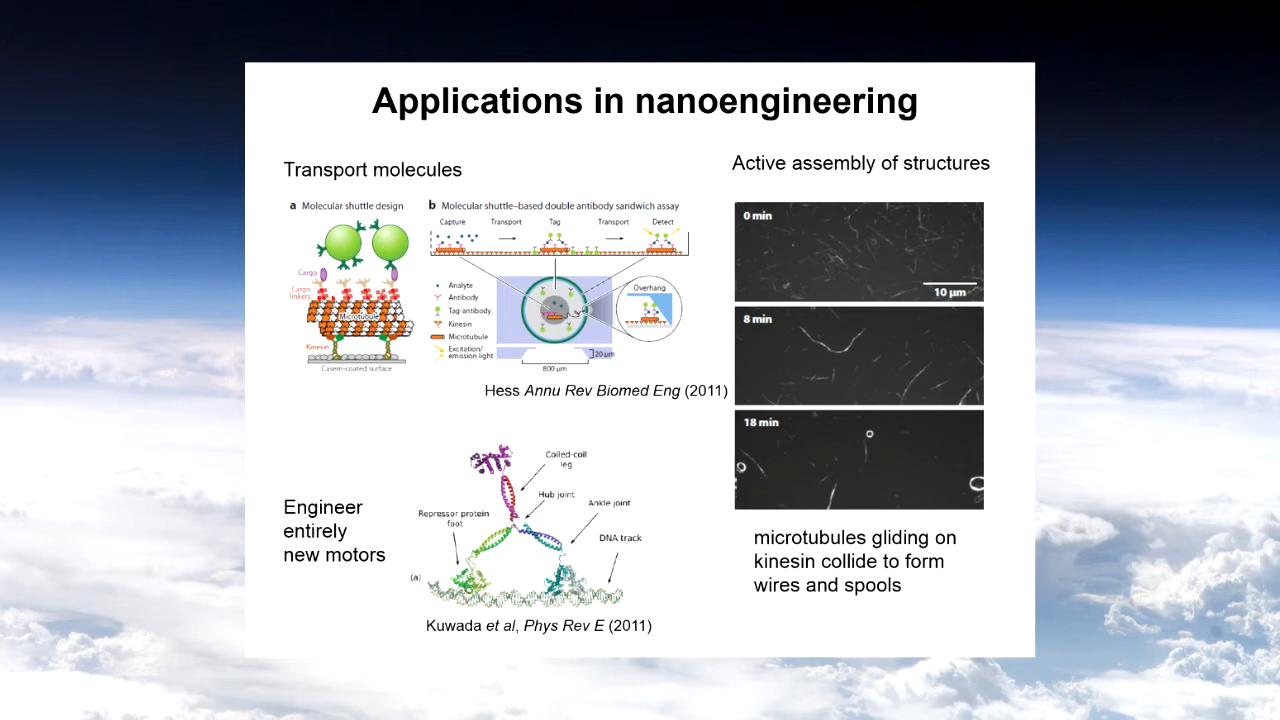 Applications in nanoengineering
Transport molecules
a Molecular shuttle design
Cargo
Cargo
linkers
Microtubule
Kinesin
Casein-coated surface
b Molecular shuttle–based double antibody sandwich assay
Capture Transport Tag Transport Detect
Analyte
Antibody
Tag-antibody
Kinesin
Microtubule
Excitation/
emission light
Overhang
20 µm
800 µm
Hess Annu Rev Biomed Eng (2011)
Engineer
entirely
new motors
Coiled-coil
leg
Hub joint
Ankle joint
Repressor protein
foot
DNA track
(a)
Kuwada et al, Phys Rev E (2011)
Active assembly of structures
0 min
10 µm
8 min
18 min
microtubules gliding on
kinesin collide to form
wires and spools